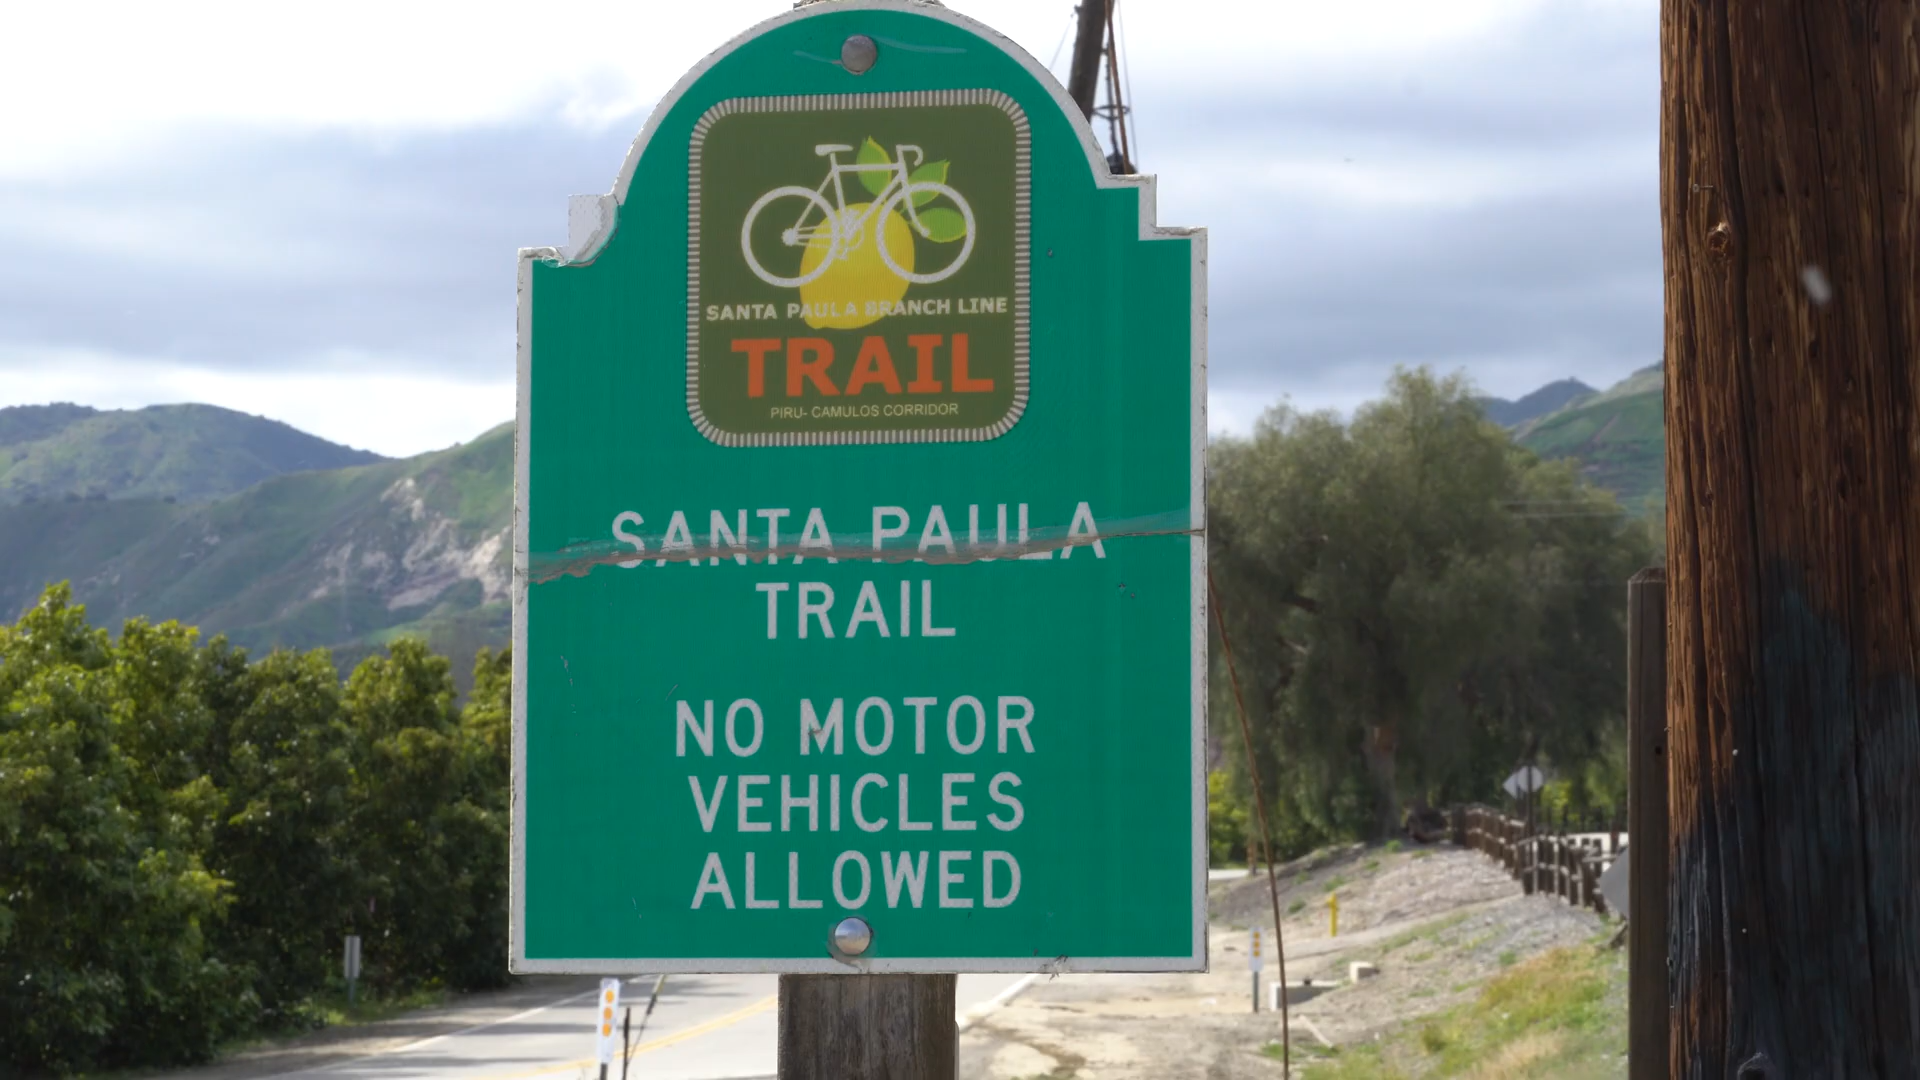 SANTA PAULA BRANCH LINE
TRAIL
PIRU- CAMULOS CORRIDOR
SANTA PAULA
TRAIL
NO MOTOR
VEHICLES
ALLOWED